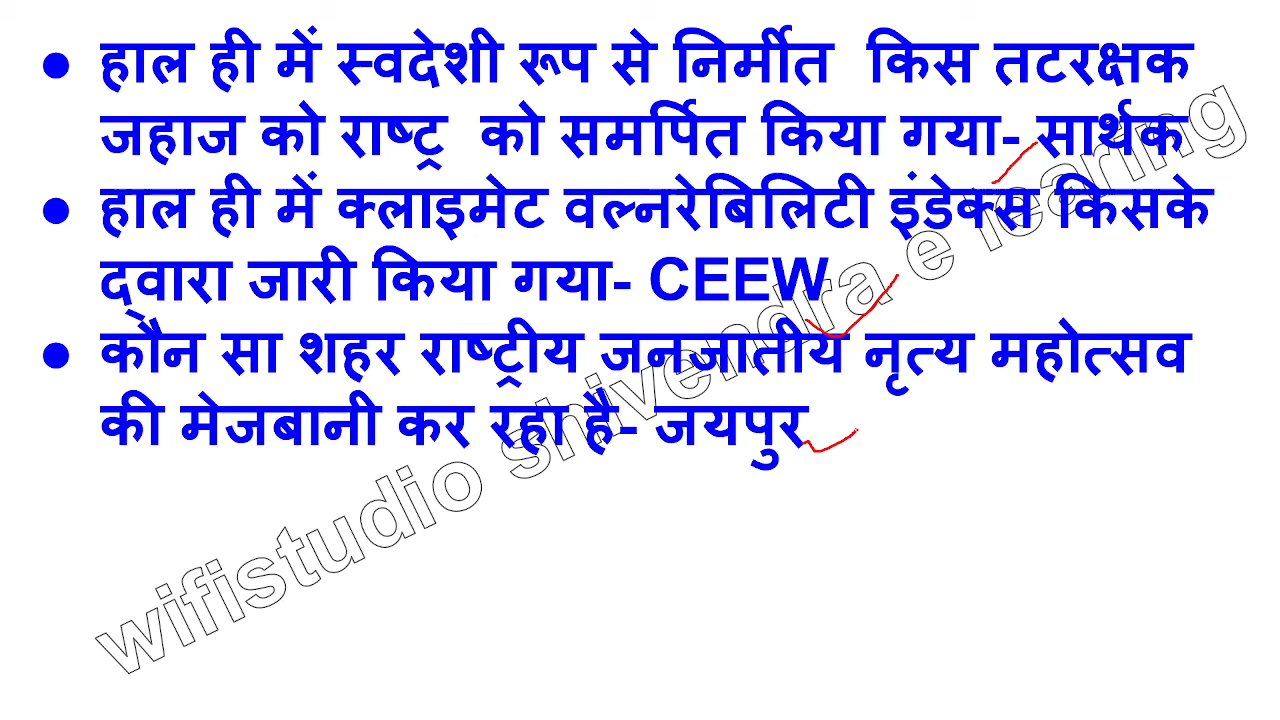 ● हाल ही में स्वदेशी रूप से निर्मीत किस तटरक्षक
जहाज को राष्ट्र को समर्पित किया गया- सार्थक
● हाल ही में क्लाइमेट वल्नरेबिलिटी इंडेक्स किसके
द्वारा जारी किया गया- CEEW
● कौन सा शहर राष्ट्रीय जनजातीय नृत्य महोत्सव
की मेजबानी कर रहा है- जयपुर
wifistudio shivendra e learing